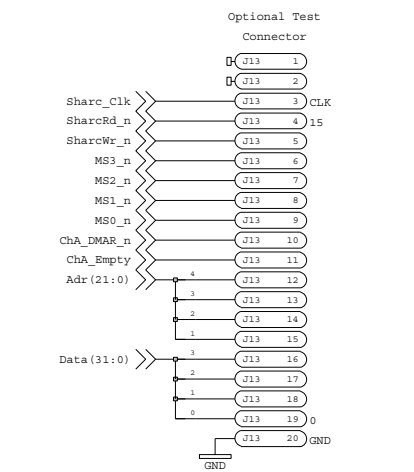 Optional Test
Connector
J13 1
J13 2
Sharc_Clk J13 3 CLK
SharcRd_n J13 4 15
SharcWr_n J13 5
MS3_n J13 6
MS2_n J13 7
MS1_n J13 8
MS0_n J13 9
ChA_DMAR_n J13 10
ChA_Empty J13 11
Adr(21:0) 4 J13 12
3 J13 13
2 J13 14
1 J13 15
Data(31:0) 3 J13 16
2 J13 17
1 J13 18
0 J13 19 0
J13 20 GND
GND